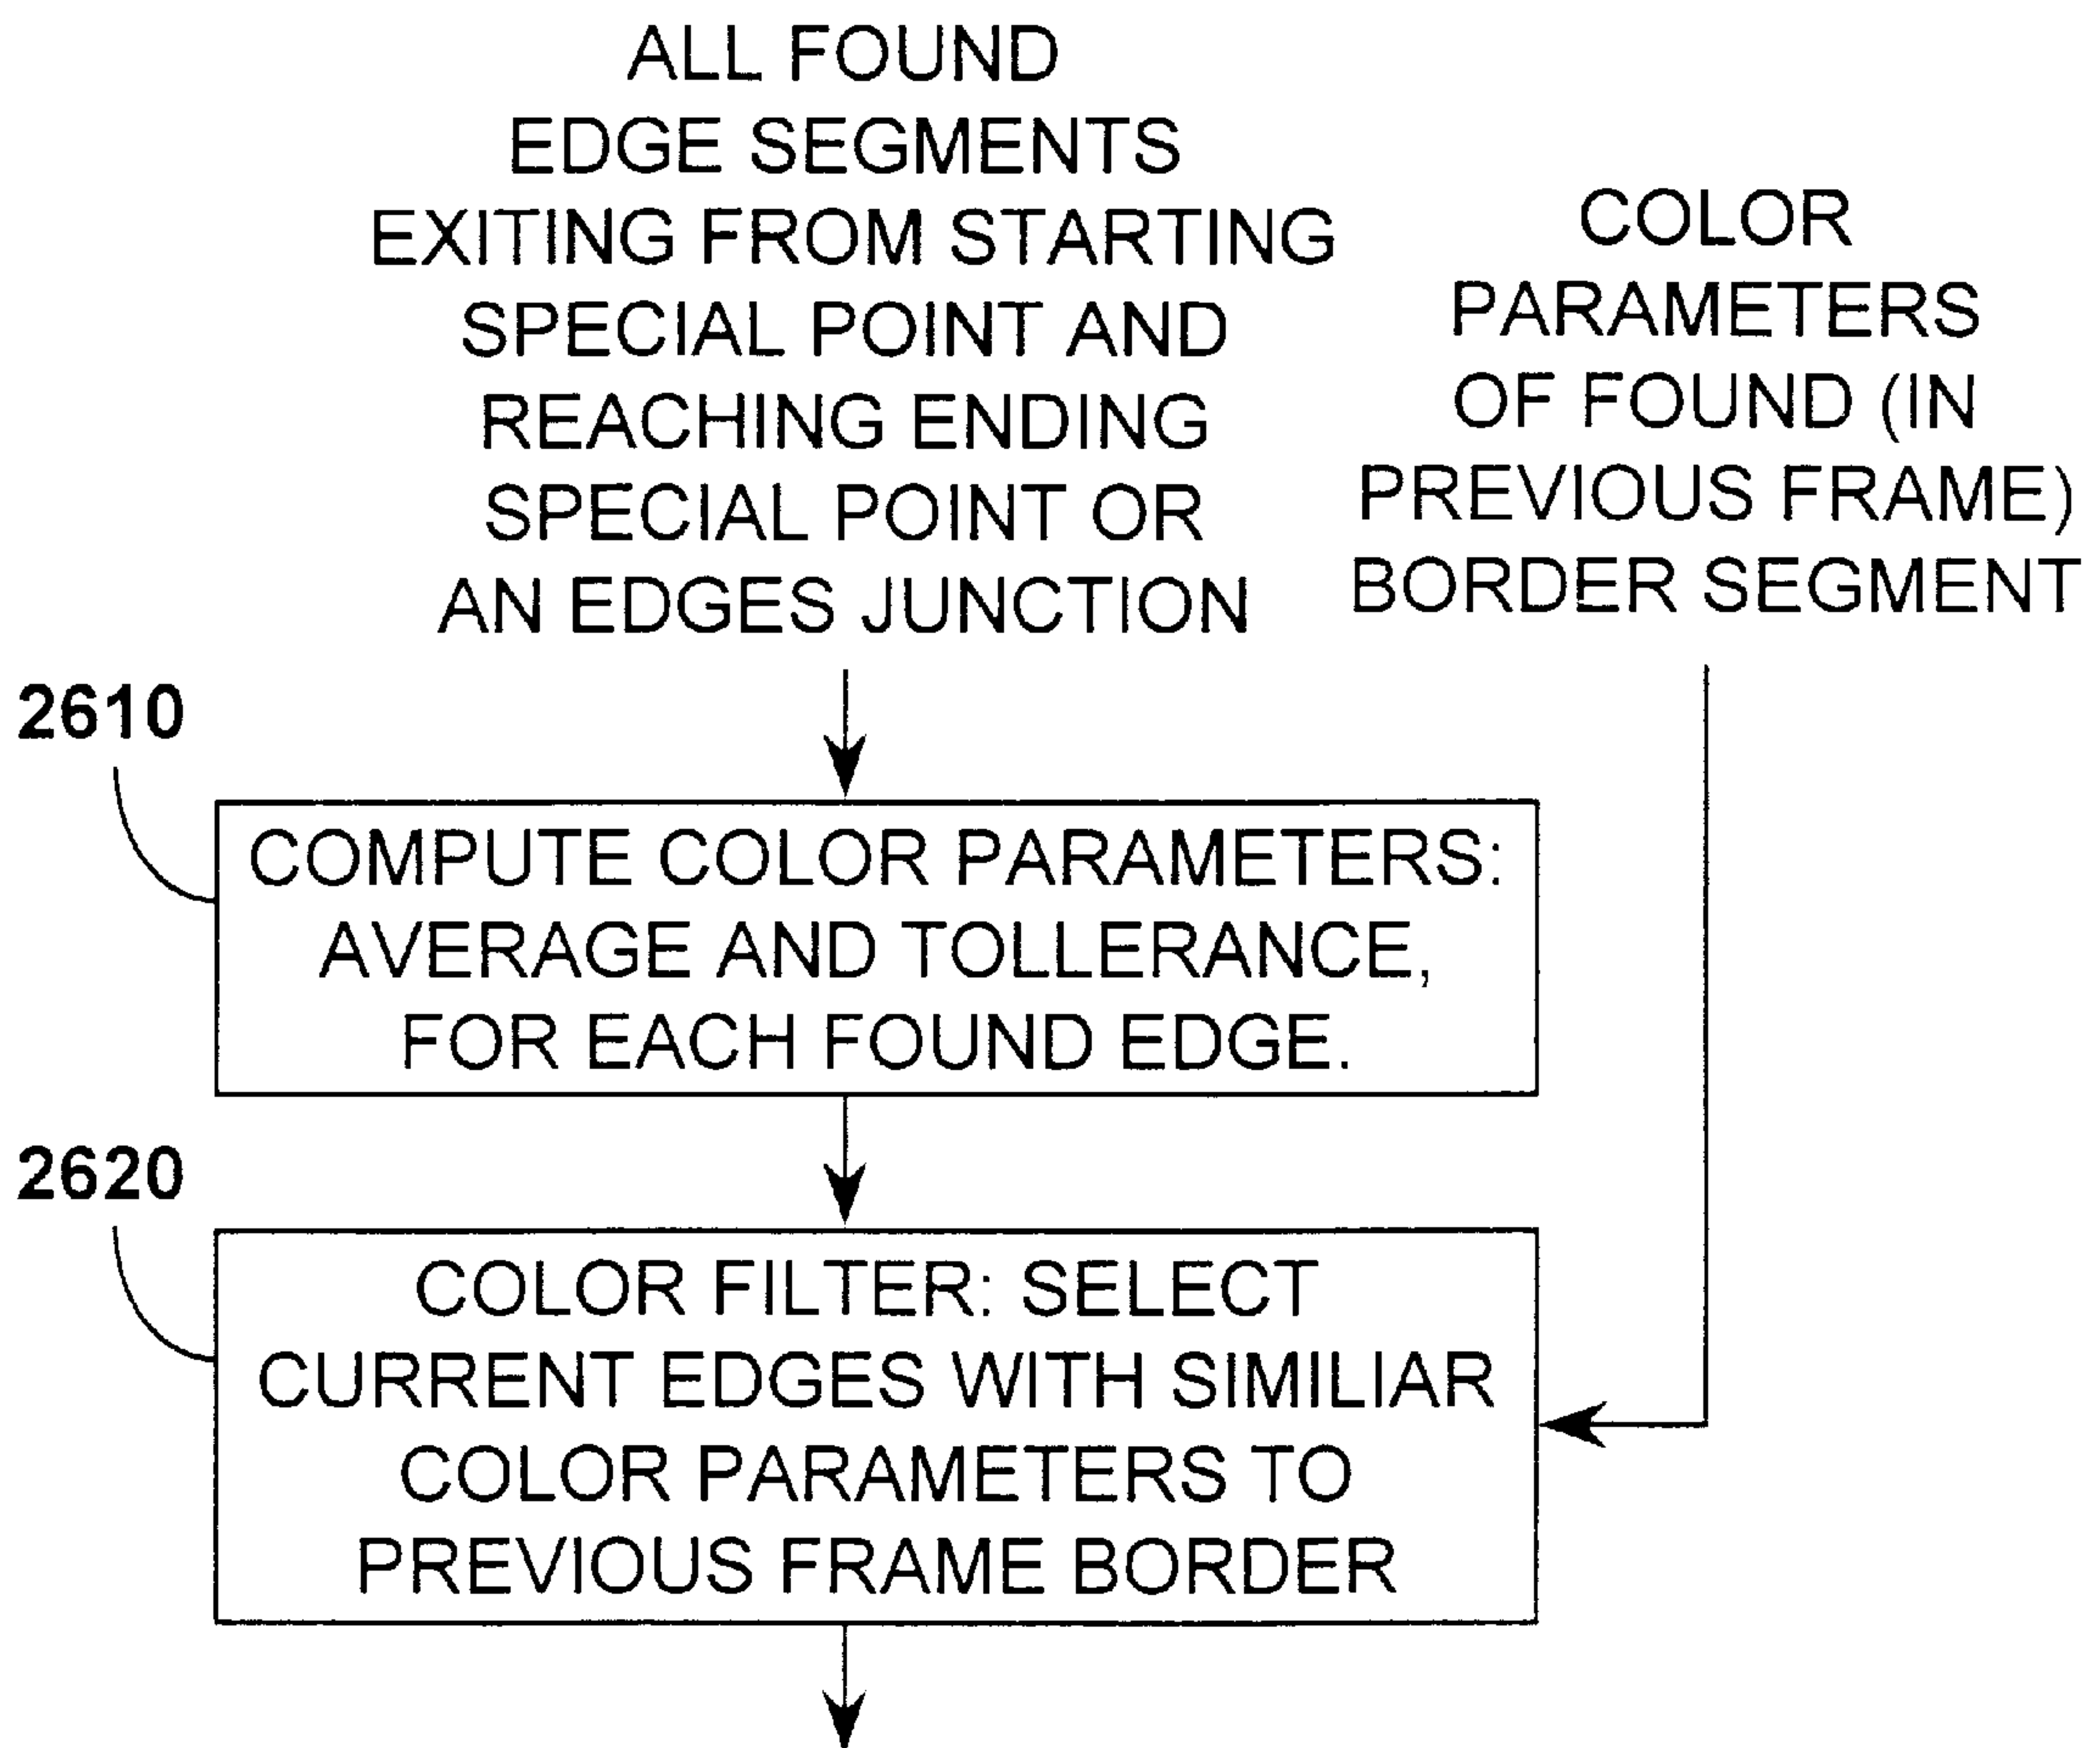 ALL FOUND
EDGE SEGMENTS
EXITING FROM STARTING
SPECIAL POINT AND
REACHING ENDING
SPECIAL POINT OR
AN EDGES JUNCTION
COLOR
PARAMETERS
OF FOUND (IN
PREVIOUS FRAME)
BORDER SEGMENT
2610
COMPUTE COLOR PARAMETERS:
AVERAGE AND TOLLERANCE,
FOR EACH FOUND EDGE.
2620
COLOR FILTER: SELECT
CURRENT EDGES WITH SIMILIAR
COLOR PARAMETERS TO
PREVIOUS FRAME BORDER